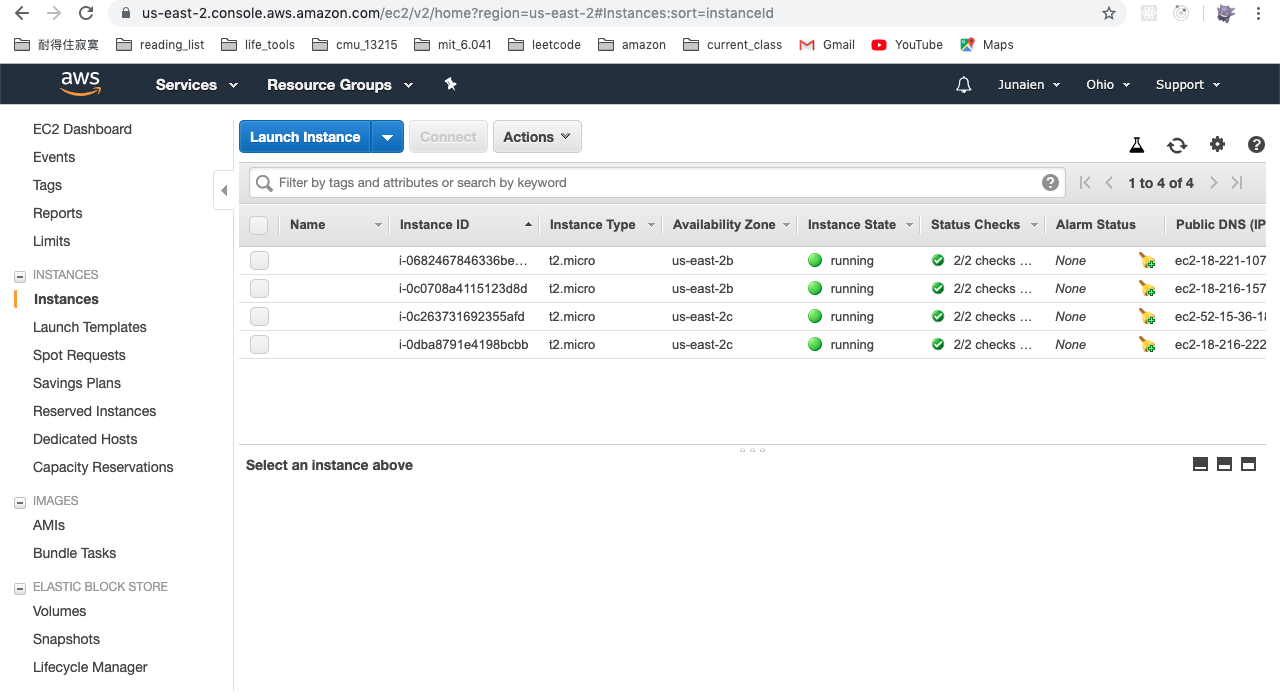 us-east-2.console.aws.amazon.com/ec2/v2/home?region=us-east-2#Instances:sort=instanceId
耐得住寂寞 reading_list life_tools cmu_13215 mit_6.041 leetcode amazon current_class Gmail YouTube Maps
aws Services Resource Groups Junaien Ohio Support
EC2 Dashboard
Events
Tags
Reports
Limits
INSTANCES
Instances
Launch Templates
Spot Requests
Savings Plans
Reserved Instances
Dedicated Hosts
Capacity Reservations
IMAGES
AMIs
Bundle Tasks
ELASTIC BLOCK STORE
Volumes
Snapshots
Lifecycle Manager
Launch Instance Connect Actions
Filter by tags and attributes or search by keyword 1 to 4 of 4
Name Instance ID Instance Type Availability Zone Instance State Status Checks Alarm Status Public DNS (IP
i-0682467846336be... t2.micro us-east-2b running 2/2 checks ... None ec2-18-221-107
i-0c0708a4115123d8d t2.micro us-east-2b running 2/2 checks ... None ec2-18-216-157
i-0c263731692355afd t2.micro us-east-2c running 2/2 checks ... None ec2-52-15-36-18
i-0dba8791e4198bcbb t2.micro us-east-2c running 2/2 checks ... None ec2-18-216-222
Select an instance above